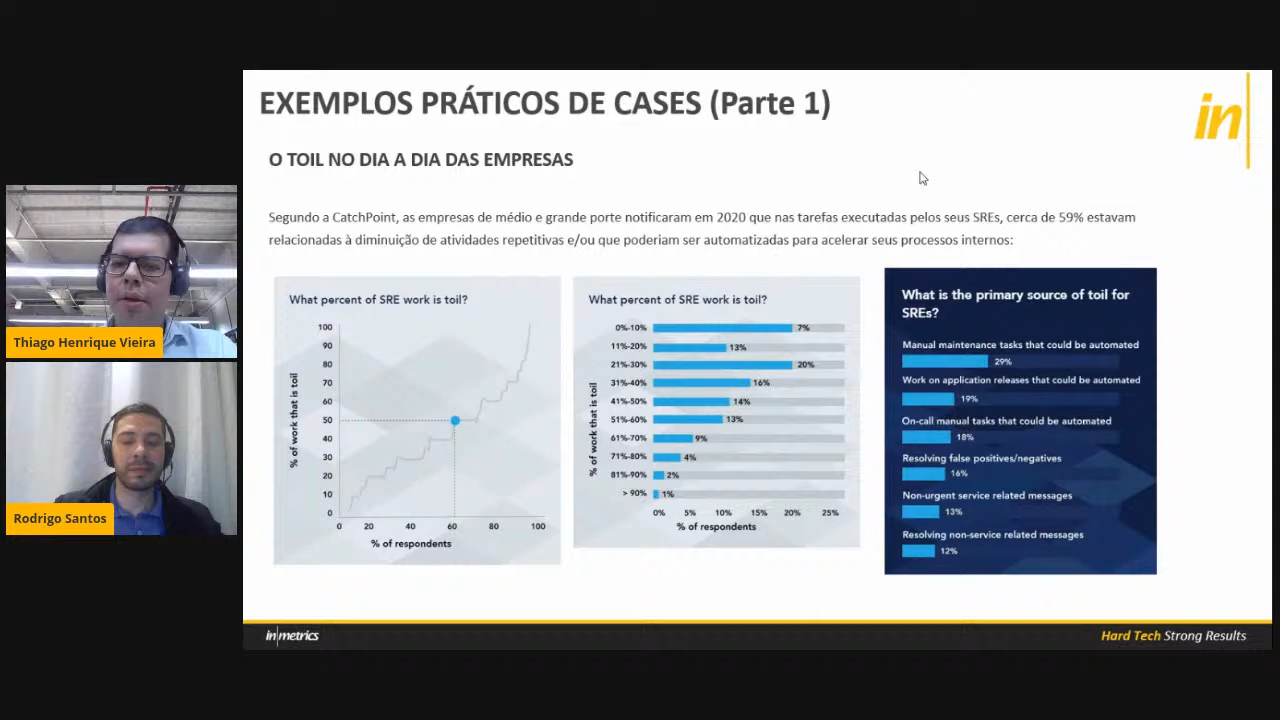 EXEMPLOS PRÁTICOS DE CASES (Parte 1)
in
O TOIL NO DIA A DIA DAS EMPRESAS
Segundo a CatchPoint, as empresas de médio e grande porte notificaram em 2020 que nas tarefas executadas pelos seus SREs, cerca de 59% estavam
relacionadas à diminuição de atividades repetitivas e/ou que poderiam ser automatizadas para acelerar seus processos internos:
Thiago Henrique Vieira
Rodrigo Santos
What percent of SRE work is toil?
% of work that is toil
100
90
80
70
60
50
40
30
20
10
0
0 20 40 60 80 100
% of respondents
What percent of SRE work is toil?
% of work that is toil
0%-10% 7%
11%-20% 13%
21%-30% 20%
31%-40% 16%
41%-50% 14%
51%-60% 13%
61%-70% 9%
71%-80% 4%
81%-90% 2%
> 90% 1%
0% 5% 10% 15% 20% 25%
% of respondents
What is the primary source of toil for
SREs?
Manual maintenance tasks that could be automated
29%
Work on application releases that could be automated
19%
On-call manual tasks that could be automated
18%
Resolving false positives/negatives
16%
Non-urgent service related messages
13%
Resolving non-service related messages
12%
in|metrics
Hard Tech Strong Results